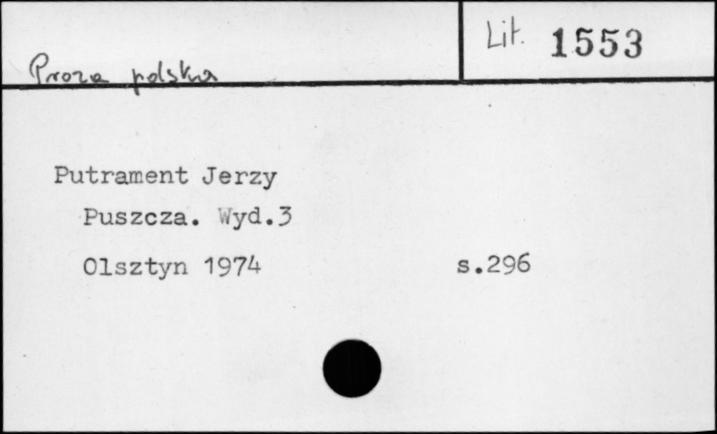 Lit. 1553
Proza polska
Putrament Jerzy
Puszcza. Wyd.3
Olsztyn 1974 s.296